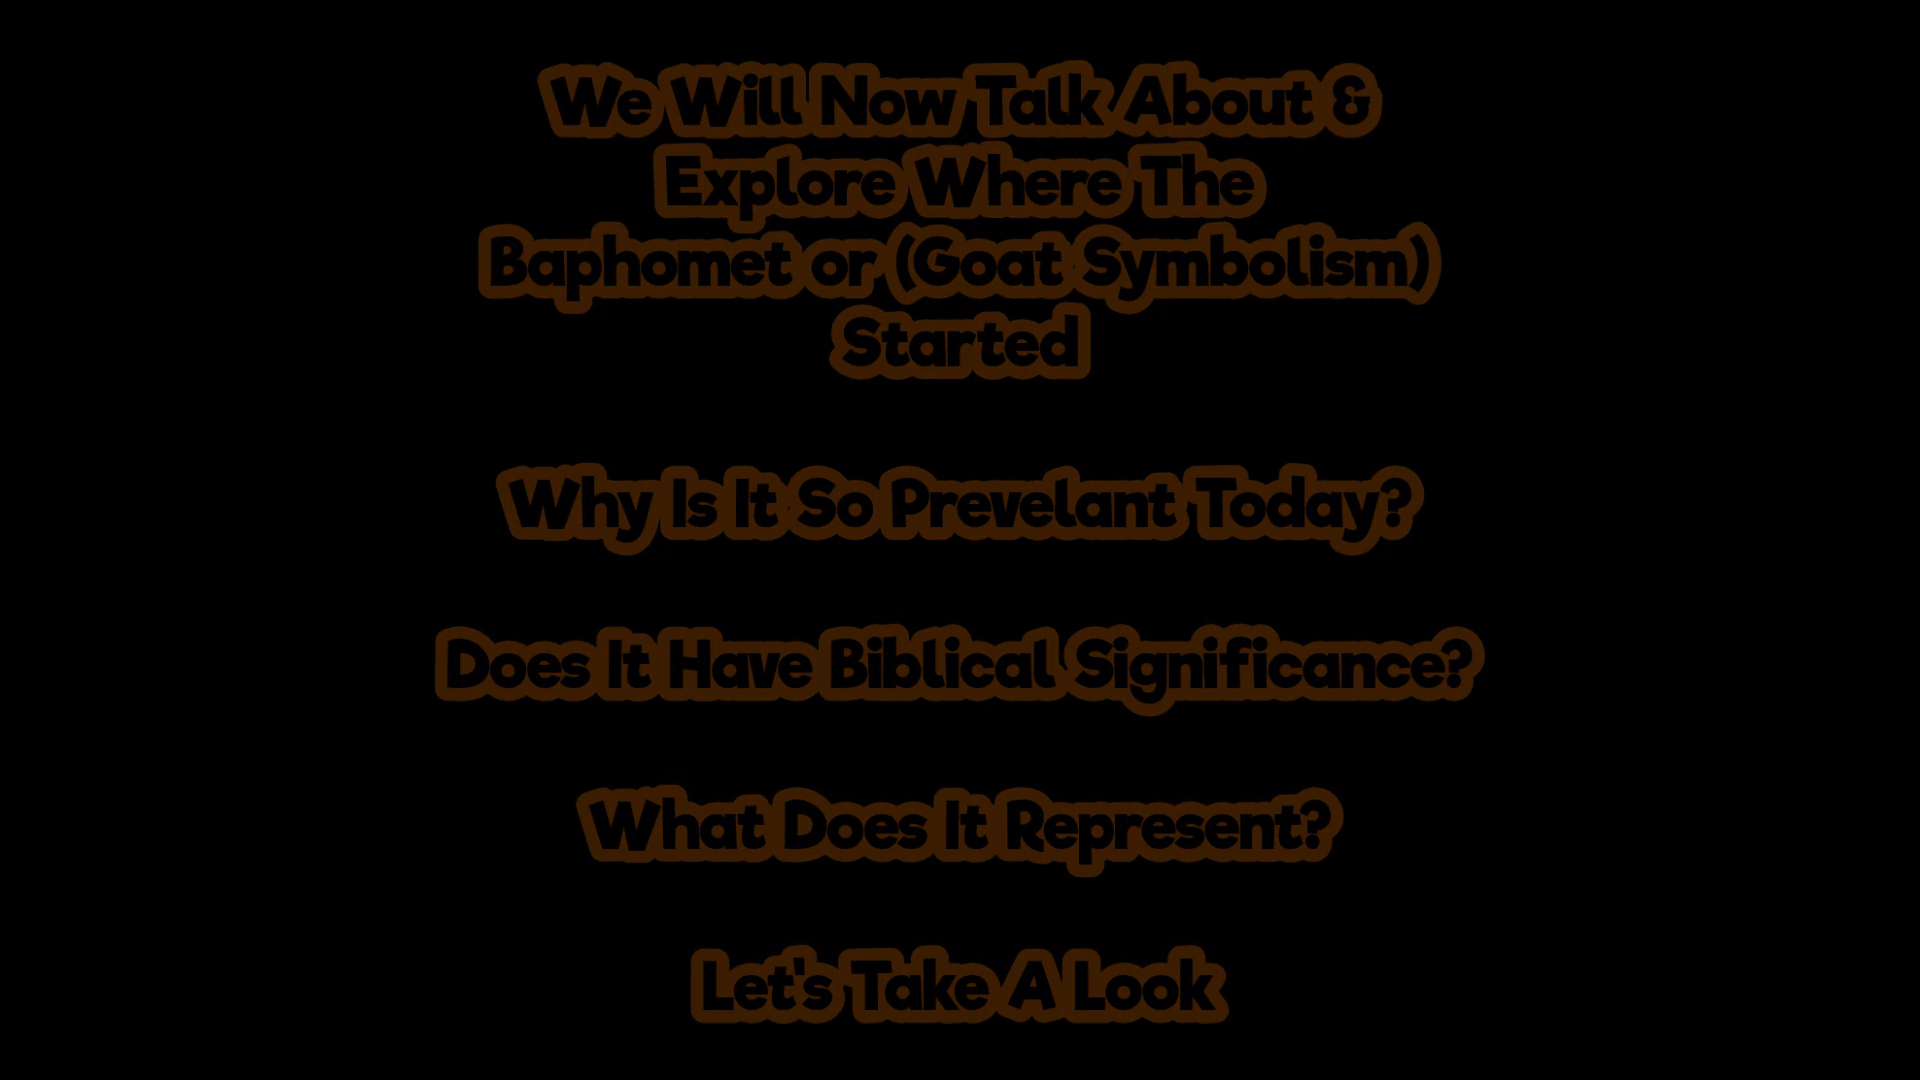 We Will Now Talk About &
Explore Where The
Baphomet or (Goat Symbolism)
Started
Why Is It So Prevelant Today?
Does It Have Biblical Significance?
What Does It Represent?
Let's Take A Look